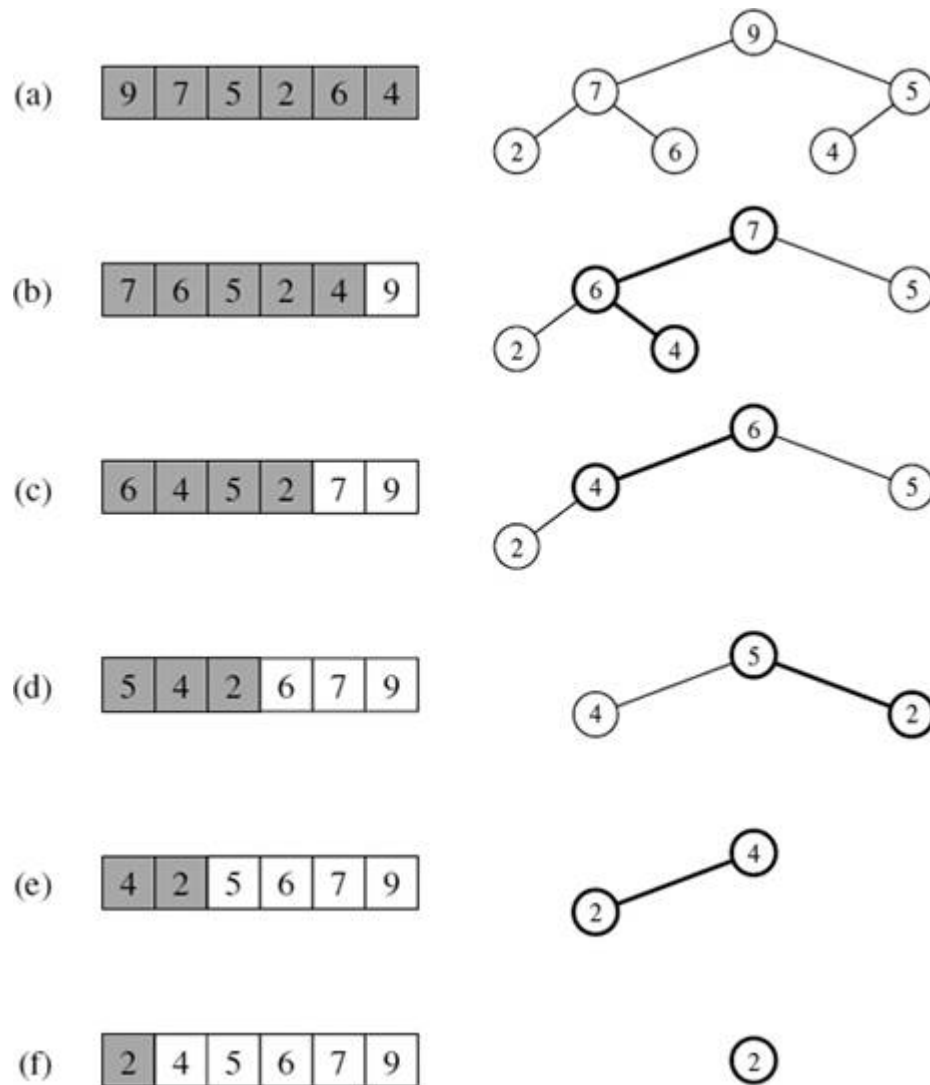 9
(a) 9 7 5 2 6 4
7 5
2 6 4
7
(b) 7 6 5 2 4 9
6 5
2 4
6
(c) 6 4 5 2 7 9
4 5
2
5
(d) 5 4 2 6 7 9
4 2
4
(e) 4 2 5 6 7 9
2
(f) 2 4 5 6 7 9
2